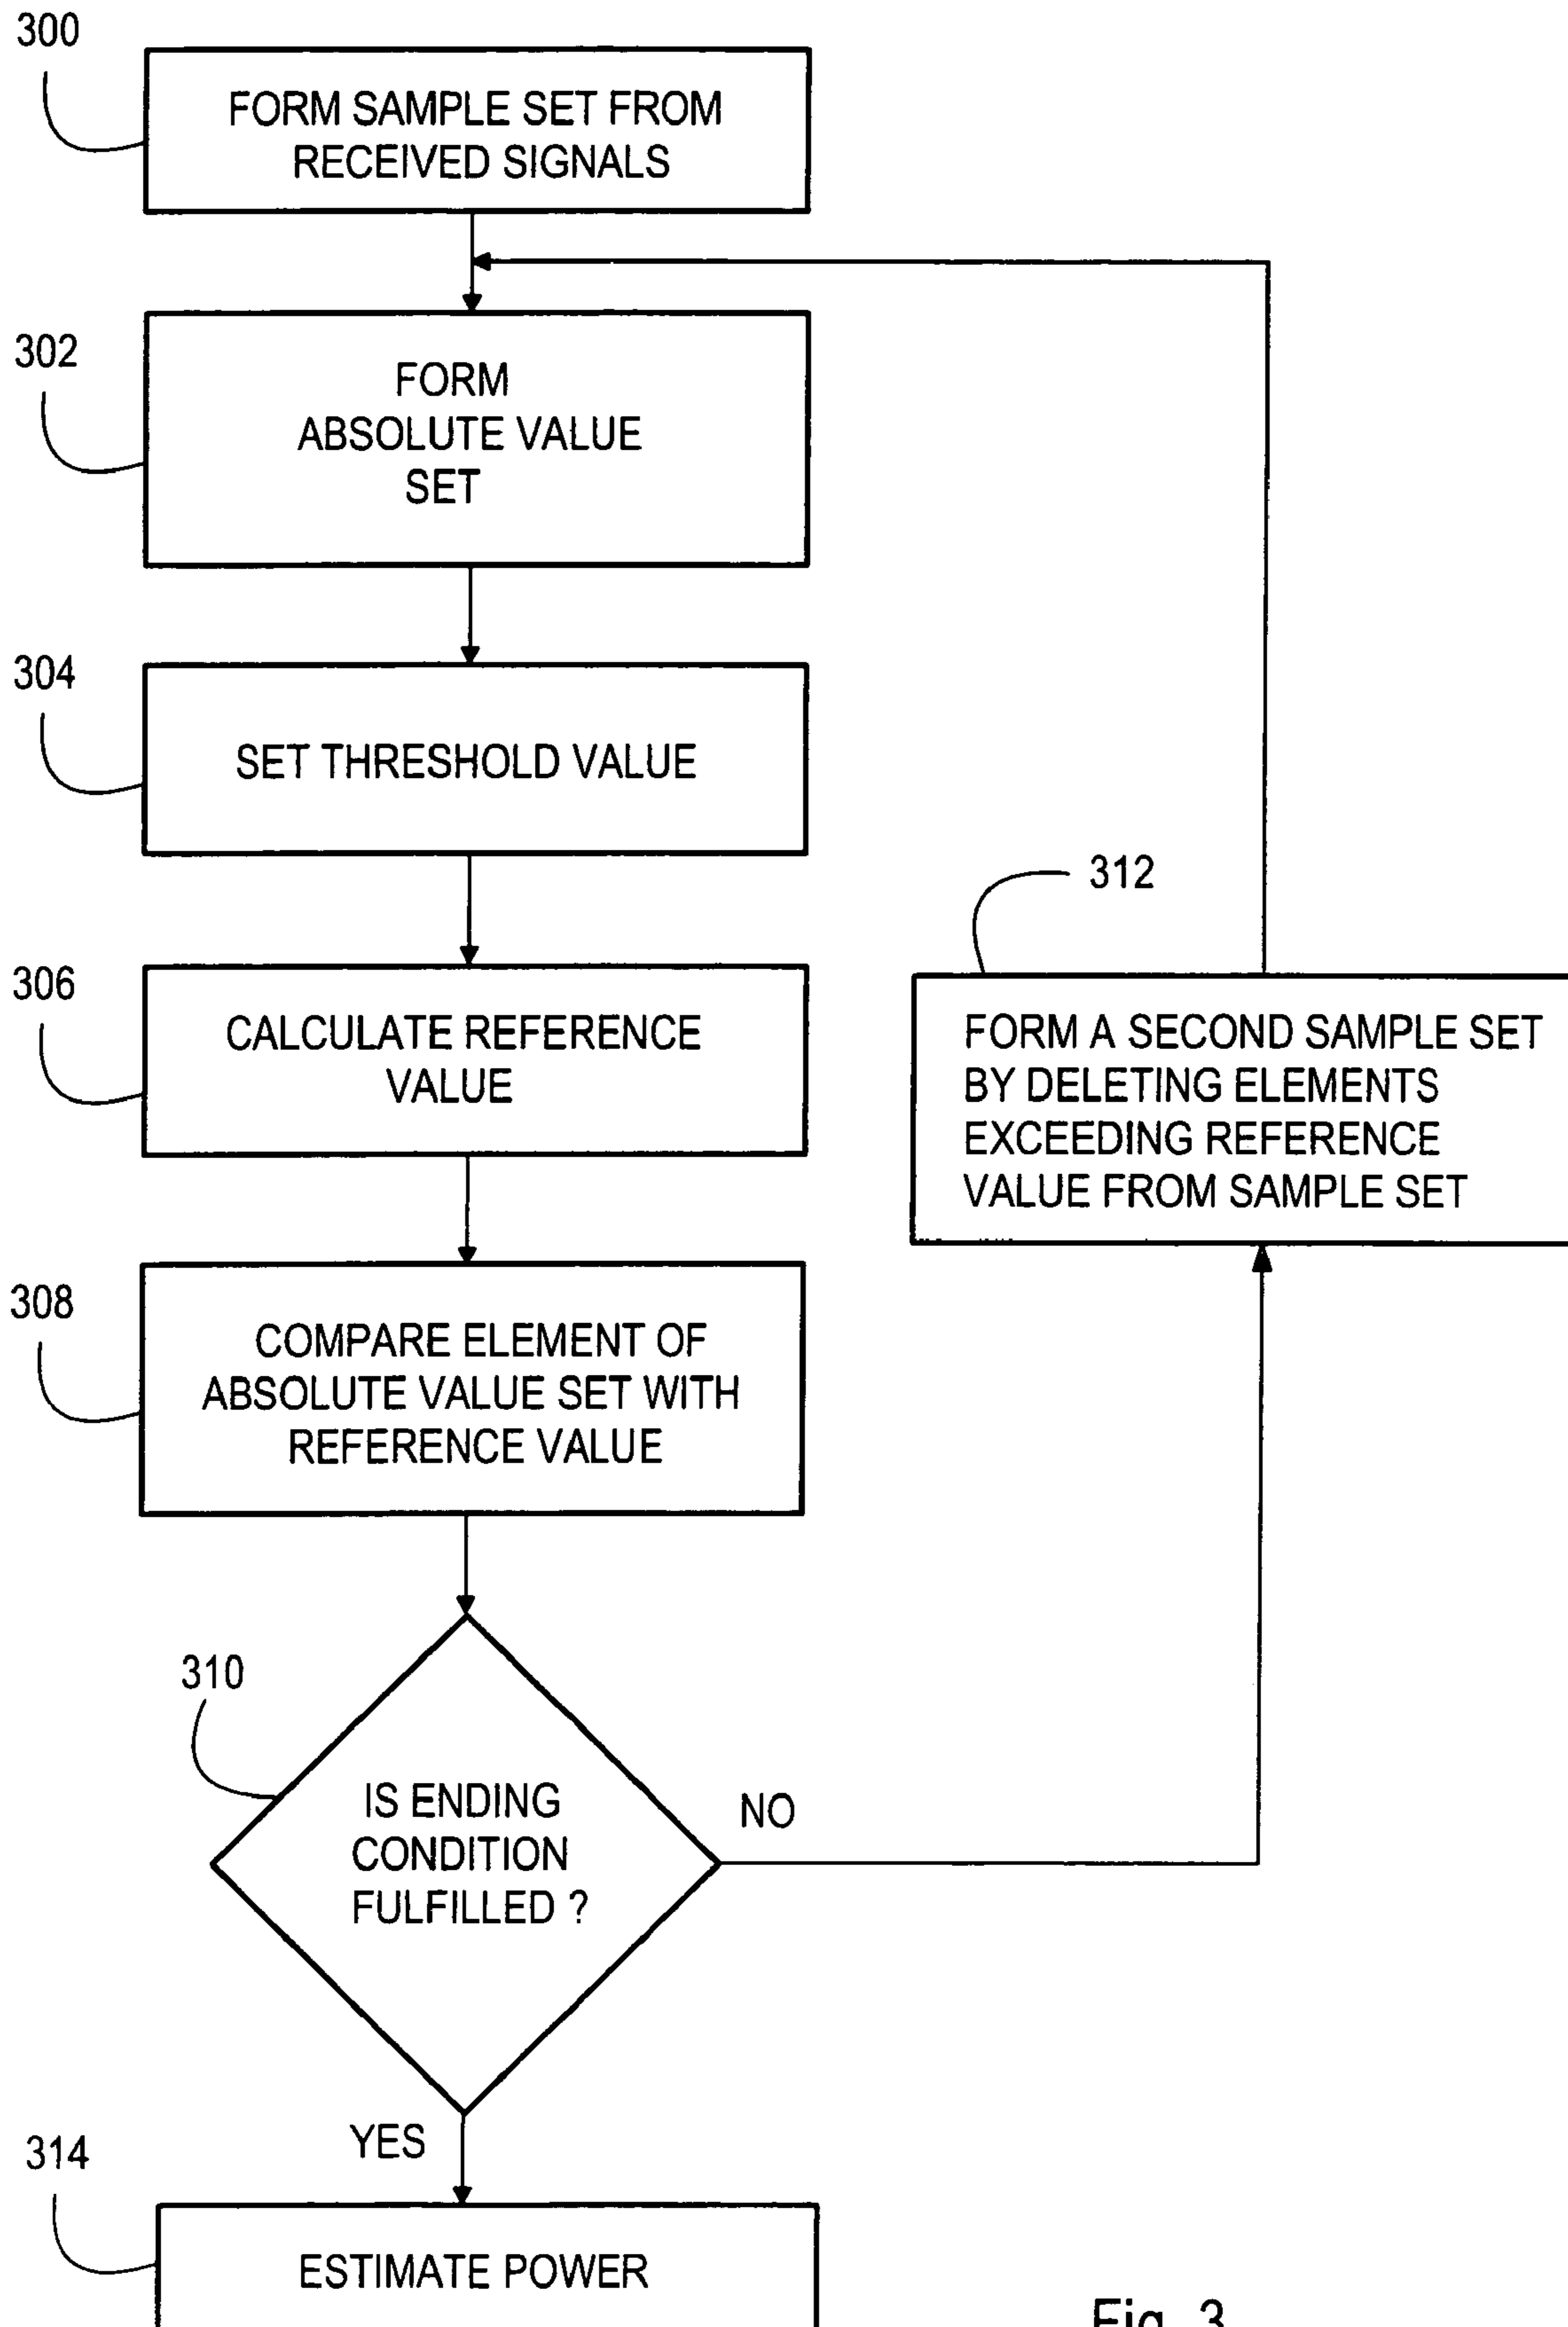 300
FORM SAMPLE SET FROM
RECEIVED SIGNALS
302
FORM
ABSOLUTE VALUE
SET
304
SET THRESHOLD VALUE
312
306
CALCULATE REFERENCE
VALUE
FORM A SECOND SAMPLE SET
BY DELETING ELEMENTS
EXCEEDING REFERENCE
VALUE FROM SAMPLE SET
308
COMPARE ELEMENT OF
ABSOLUTE VALUE SET WITH
REFERENCE VALUE
310
IS ENDING
CONDITION
FULFILLED ?
NO
YES
314
ESTIMATE POWER
Fig. 3